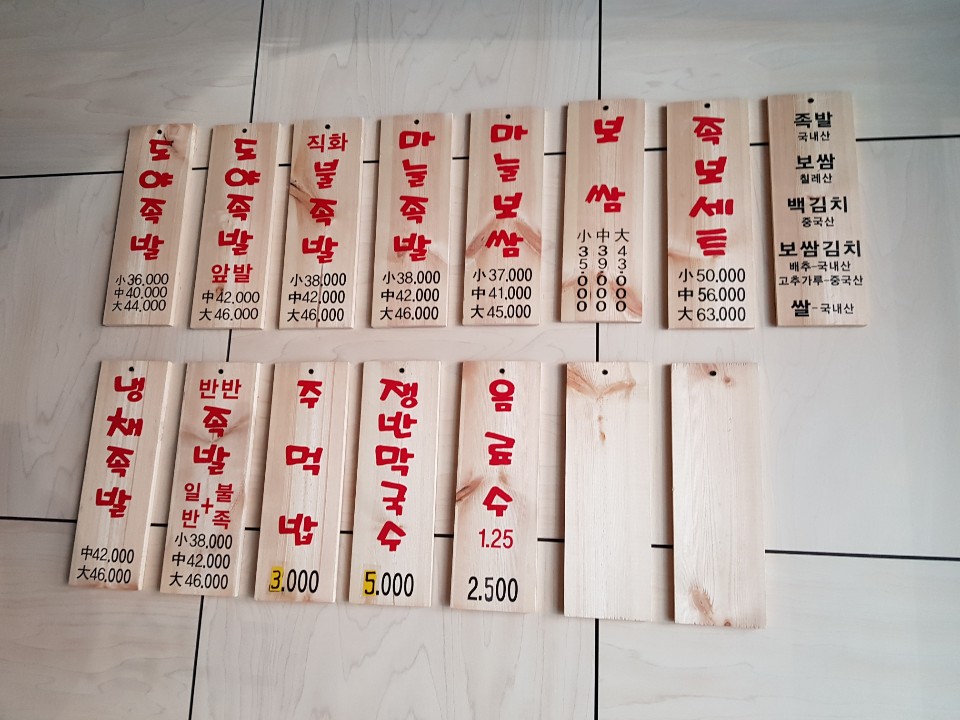 도야족발
小36.000
中40.000
大44.000
도야족발
앞발
中42.000
大46.000
직화
불족발
小38.000
中42.000
大46.000
마늘족발
小38.000
中42.000
大46.000
마늘보쌈
小37.000
中41.000
大45.000
보쌈
小35.000
中39.000
大43.000
족보세트
小50.000
中56.000
大63.000
족발
국내산
보쌈
칠레산
백김치
중국산
보쌈김치
배추-국내산
고추가루-중국산
쌀-국내산
냉채족발
中42.000
大46.000
반반
족발
일반+불족
小38.000
中42.000
大46.000
주먹밥
3.000
쟁반막국수
5.000
음료수
1.25
2.500